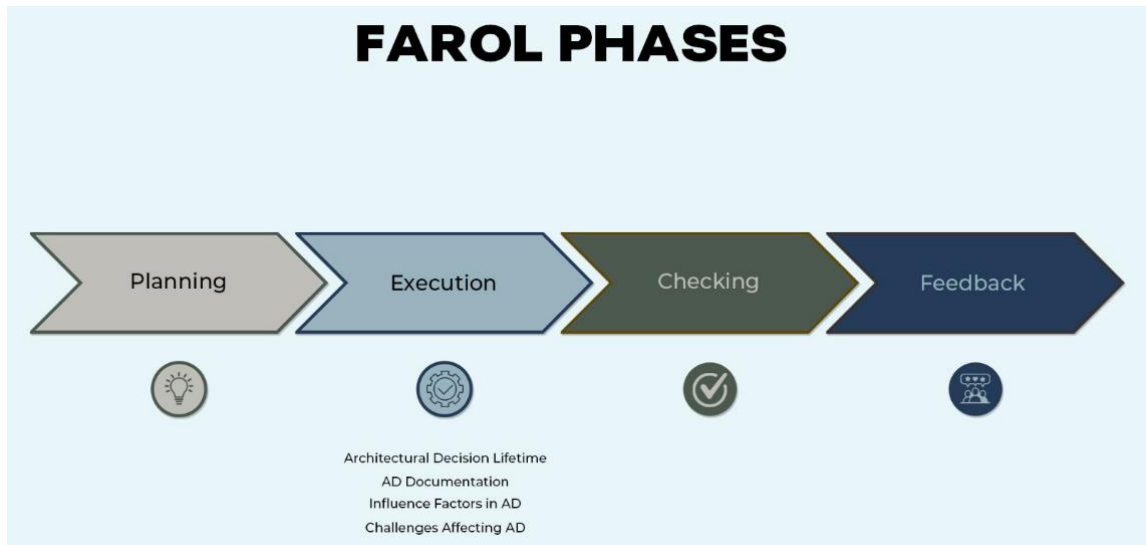 FAROL PHASES
Planning
Execution
Checking
Feedback
Architectural Decision Lifetime
AD Documentation
Influence Factors in AD
Challenges Affecting AD